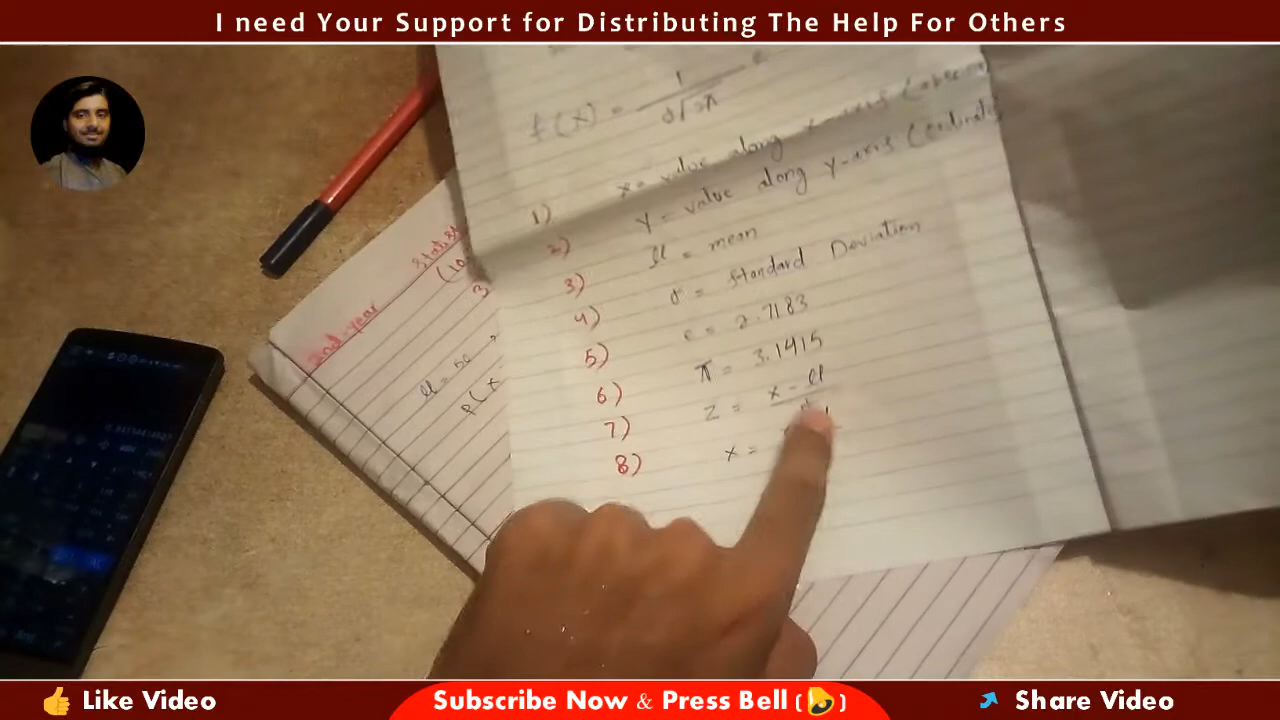 I need Your Support for Distributing The Help For Others
f(x) = 1
σ√2π e
1) x = value along x-axis
2) Y = value along Y-axis
3) μ = mean
4) σ = Standard Deviation
5) e = 2.7183
6) π = 3.1415
7) z = x - μ
8) x =
2nd-year
Like Video
Subscribe Now & Press Bell ( )
Share Video